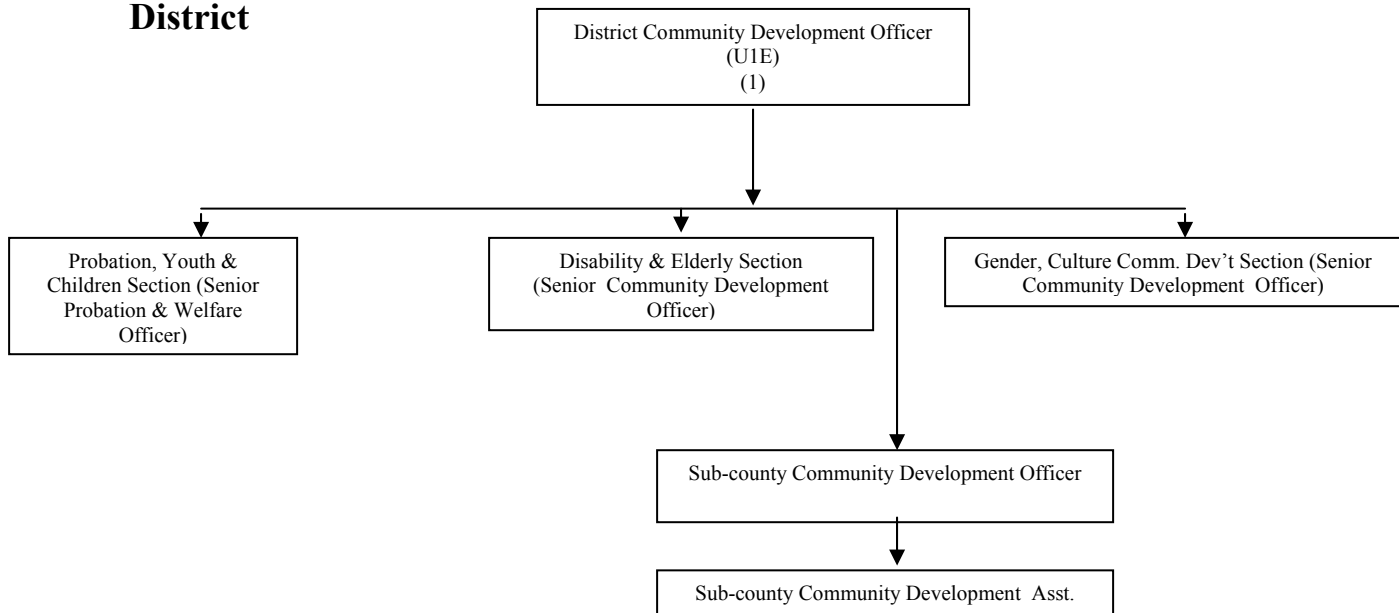 District
District Community Development Officer
(U1E)
(1)
Probation, Youth &
Children Section (Senior
Probation & Welfare
Officer)
Disability & Elderly Section
(Senior Community Development
Officer)
Gender, Culture Comm. Dev’t Section (Senior
Community Development Officer)
Sub-county Community Development Officer
Sub-county Community Development Asst.